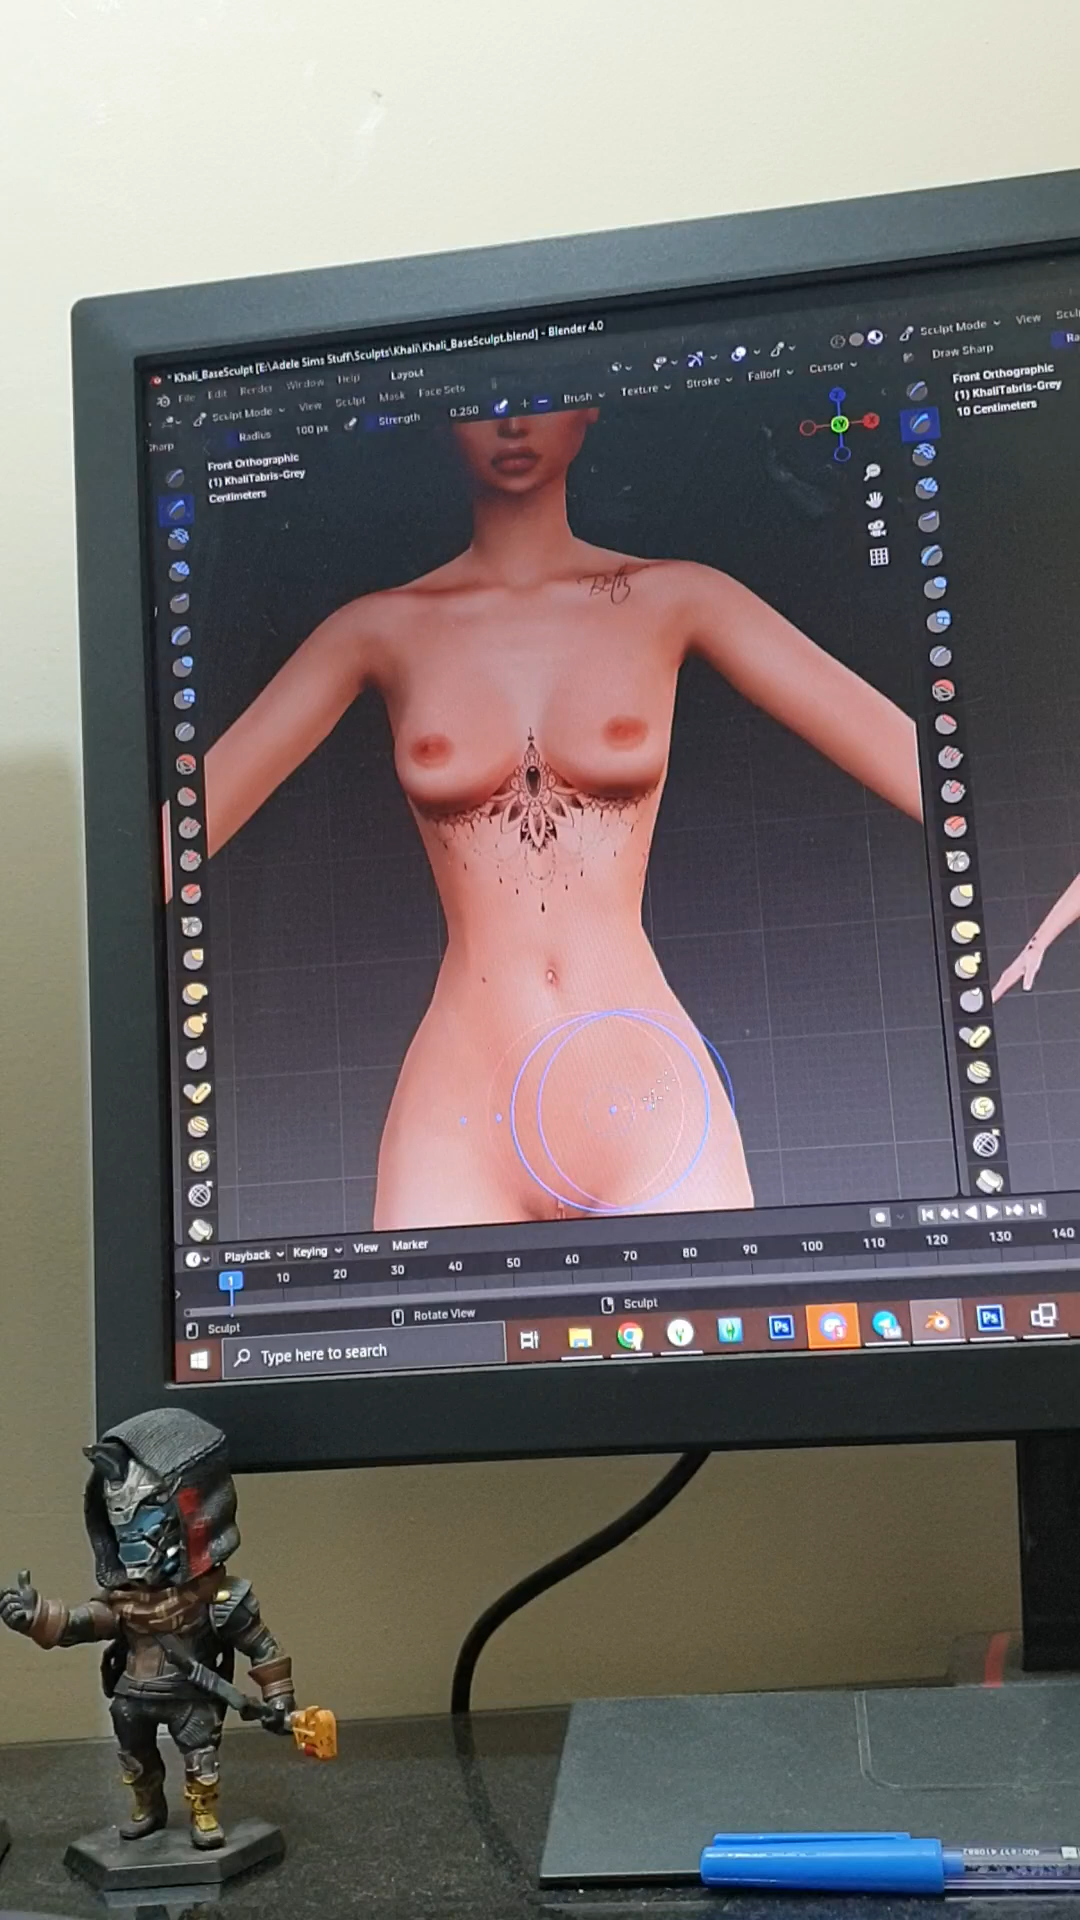 * Khali_BaseSculpt [E:\Adele Sims Stuff\Sculpts\Khali\Khali_BaseSculpt.blend] - Blender 4.0
File Edit Render Window Help Layout
Sculpt Mode View Sculpt Mask Face Sets
Radius 100 px Strength 0.250 Brush Texture Stroke Falloff Cursor
Front Orthographic
(1) KhaliTabris-Grey
Centimeters
Sculpt Mode View
Draw Sharp
Front Orthographic
(1) KhaliTabris-Grey
10 Centimeters
X
Playback Keying View Marker
1 10 20 30 40 50 60 70 80 90 100 110 120 130 140
Sculpt Rotate View Sculpt
Type here to search
Ps
3
Ps